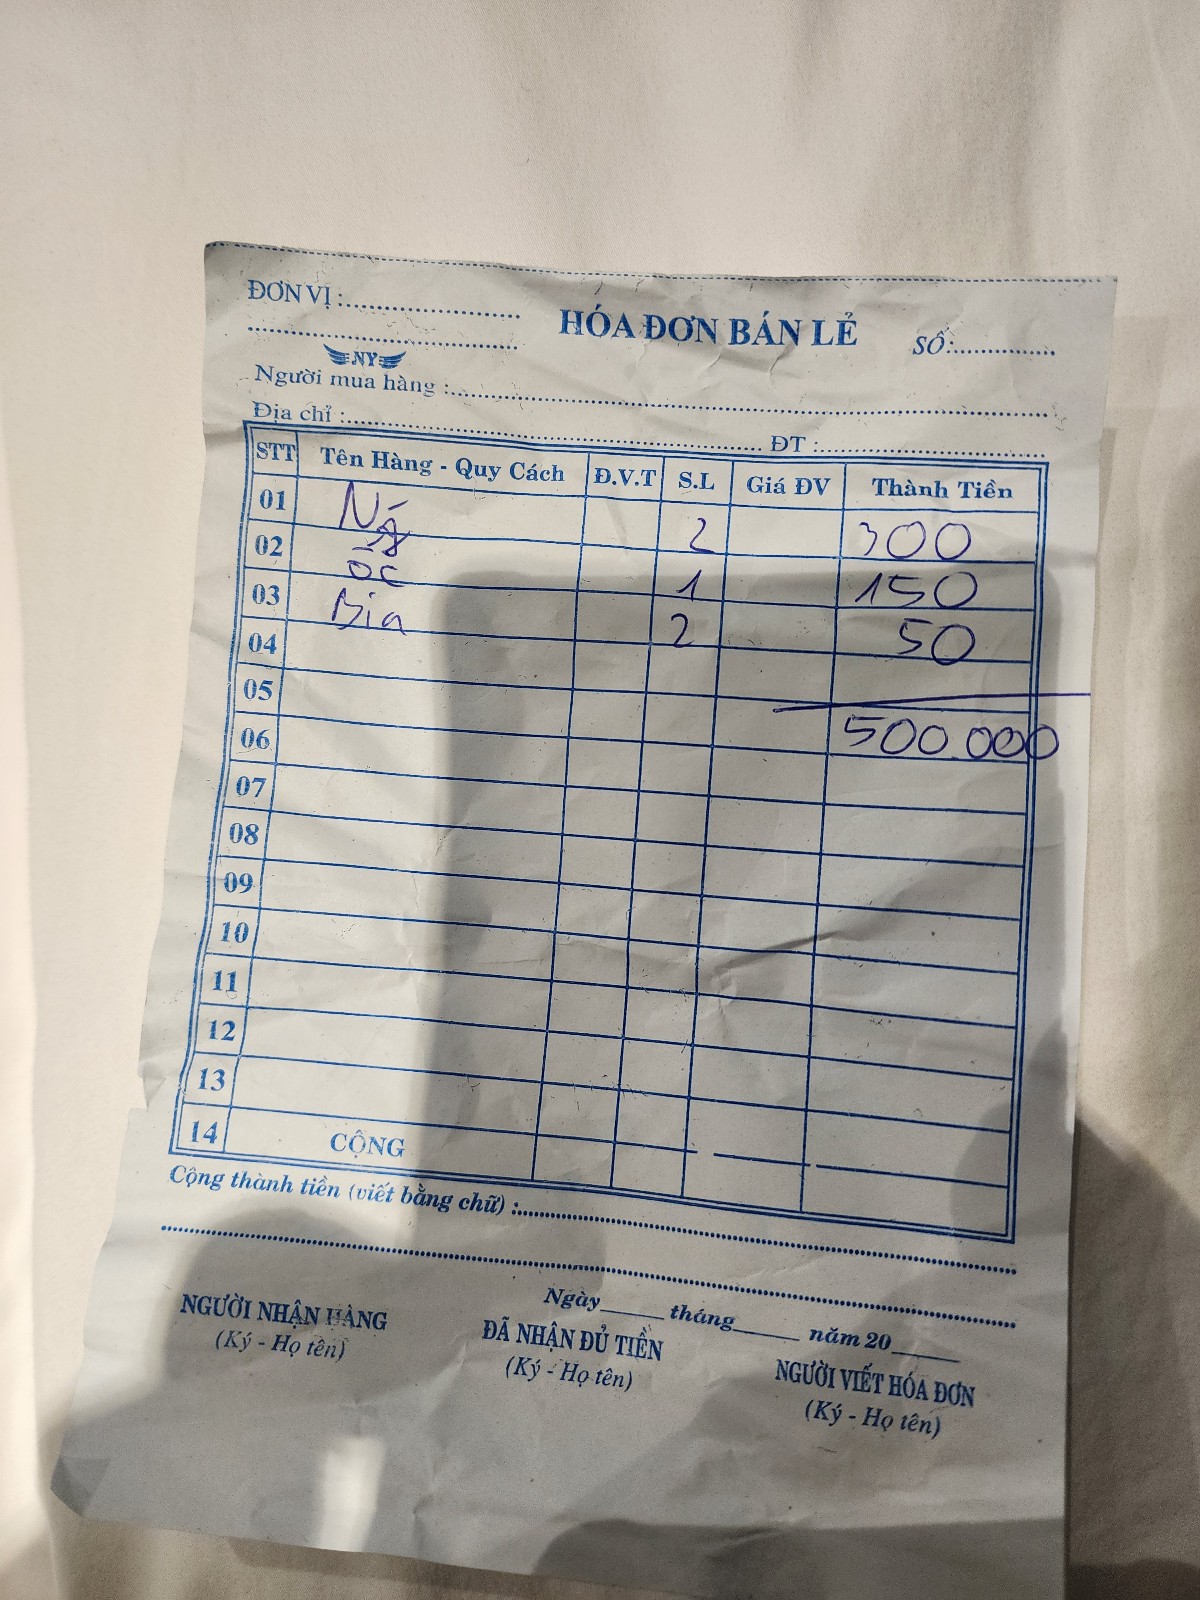 ĐƠN VỊ :
HÓA ĐƠN BÁN LẺ
SỐ:
NY
Người mua hàng :
Địa chỉ : ĐT :
STT Tên Hàng - Quy Cách Đ.V.T S.L Giá ĐV Thành Tiền
01 2 300
02 ốc 1 150
03 Bia 2 50
04
05
06 500.000
07
08
09
10
11
12
13
14 CỘNG
Cộng thành tiền (viết bằng chữ) :
Ngày tháng năm 20
NGƯỜI NHẬN HÀNG ĐÃ NHẬN ĐỦ TIỀN NGƯỜI VIẾT HÓA ĐƠN
(Ký - Họ tên) (Ký - Họ tên) (Ký - Họ tên)